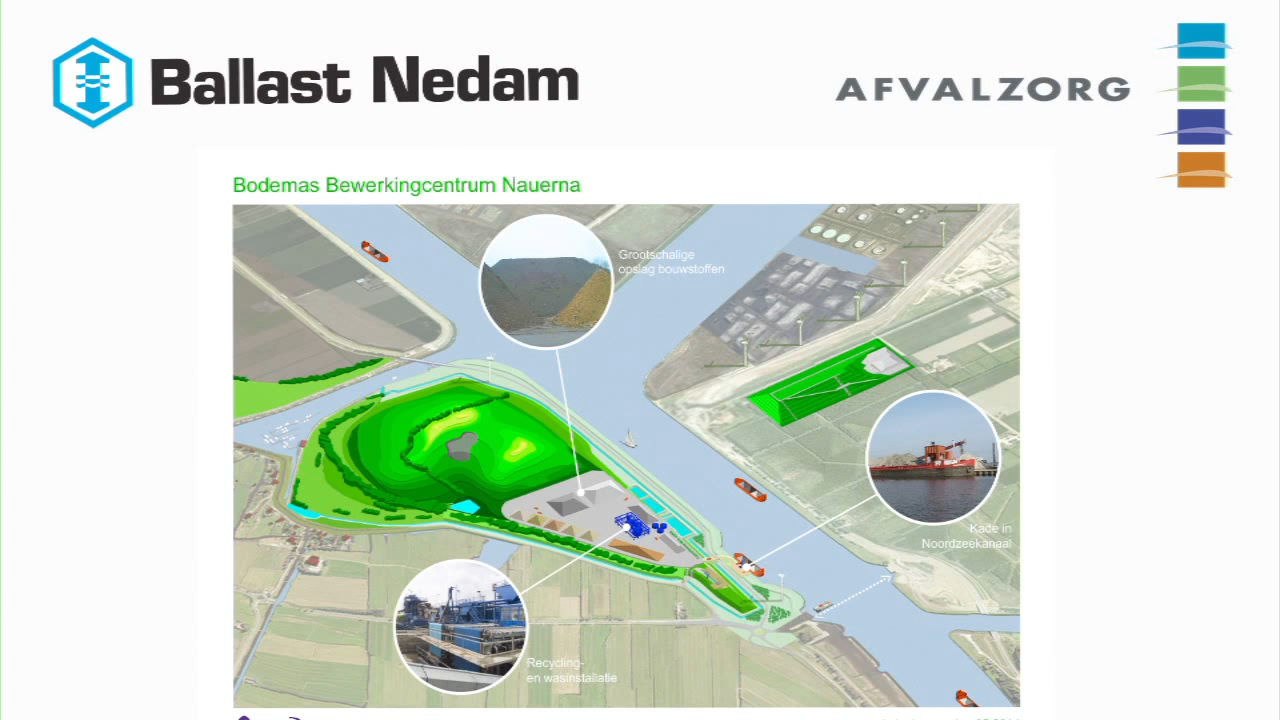 Ballast Nedam
AFVALZORG
Bodemas Bewerkingcentrum Nauerna
Grootschalige
opslag bouwstoffen
Kade in
Noordzeekanaal
Recycling-
en wasinstallatie